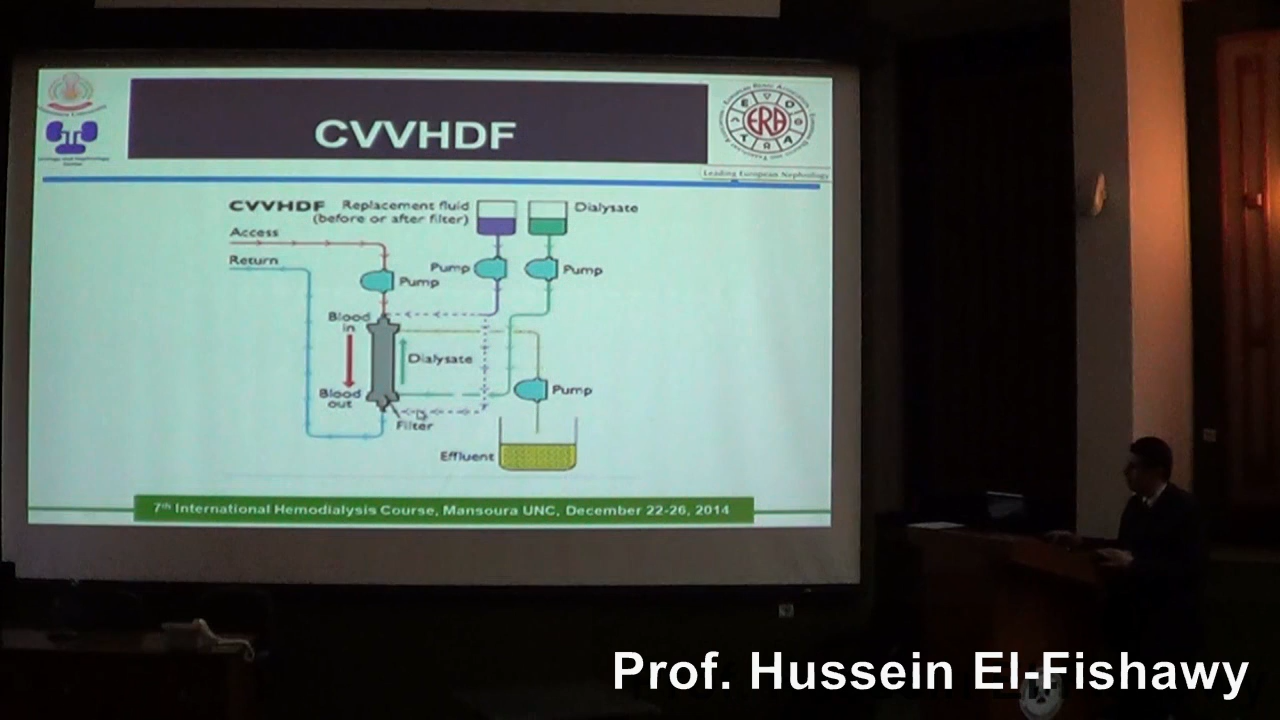 CVVHDF
ERA
Leading European Nephrology
CVVHDF Replacement fluid
(before or after filter)
Dialysate
Access
Return
Pump
Pump
Pump
Blood
in
Dialysate
Pump
Blood
out
Filter
Effluent
7th International Hemodialysis Course, Mansoura UNC, December 22-26, 2014
Prof. Hussein El-Fishawy